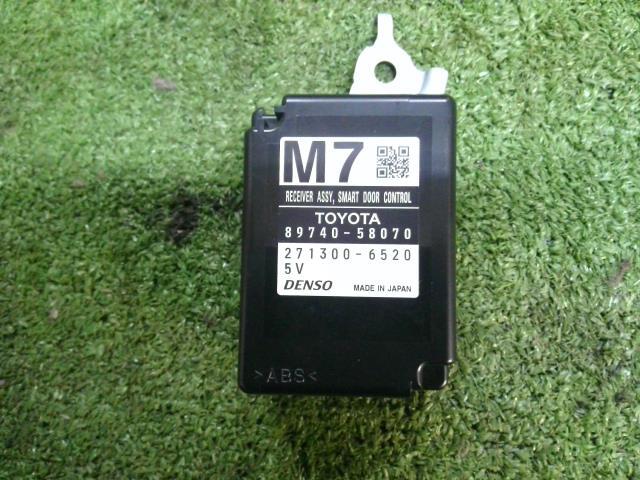 M7
RECEIVER ASSY, SMART DOOR CONTROL
TOYOTA
89740-58070
271300-6520
5V
DENSO MADE IN JAPAN
>ABS<